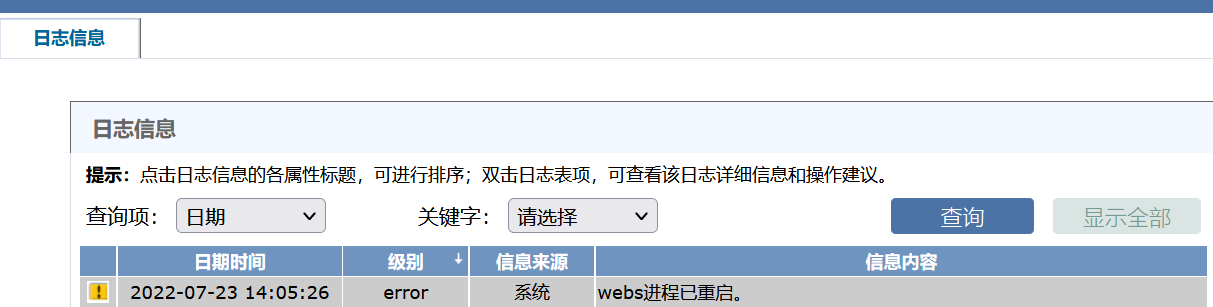 日志信息
日志信息
提示：点击日志信息的各属性标题，可进行排序；双击日志表项，可查看该日志详细信息和操作建议。
查询项： 日期 关键字： 请选择 查询 显示全部
日期时间 级别 信息来源 信息内容
2022-07-23 14:05:26 error 系统 webs进程已重启。